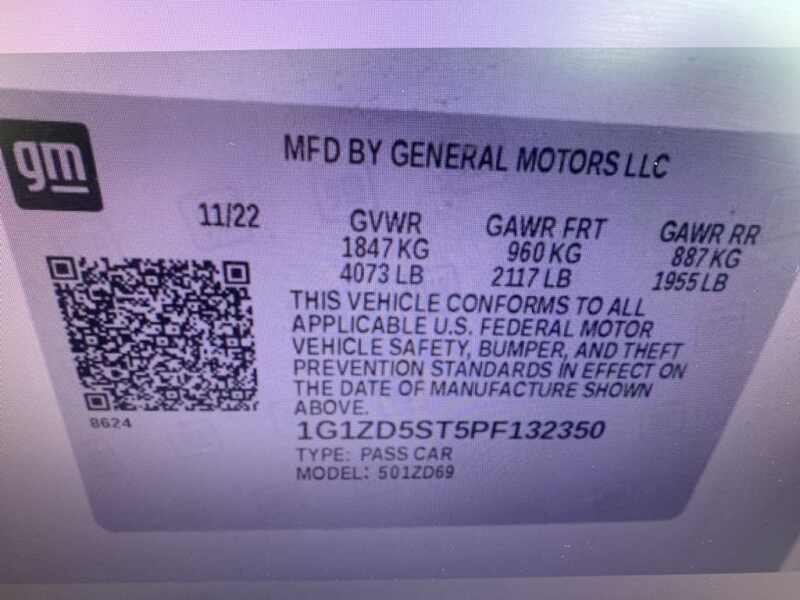 gm
MFD BY GENERAL MOTORS LLC
11/22
GVWR GAWR FRT GAWR RR
1847 KG 960 KG 887 KG
4073 LB 2117 LB 1955 LB
THIS VEHICLE CONFORMS TO ALL
APPLICABLE U.S. FEDERAL MOTOR
VEHICLE SAFETY, BUMPER, AND THEFT
PREVENTION STANDARDS IN EFFECT ON
THE DATE OF MANUFACTURE SHOWN
ABOVE.
8624
1G1ZD5ST5PF132350
TYPE: PASS CAR
MODEL: 501ZD69